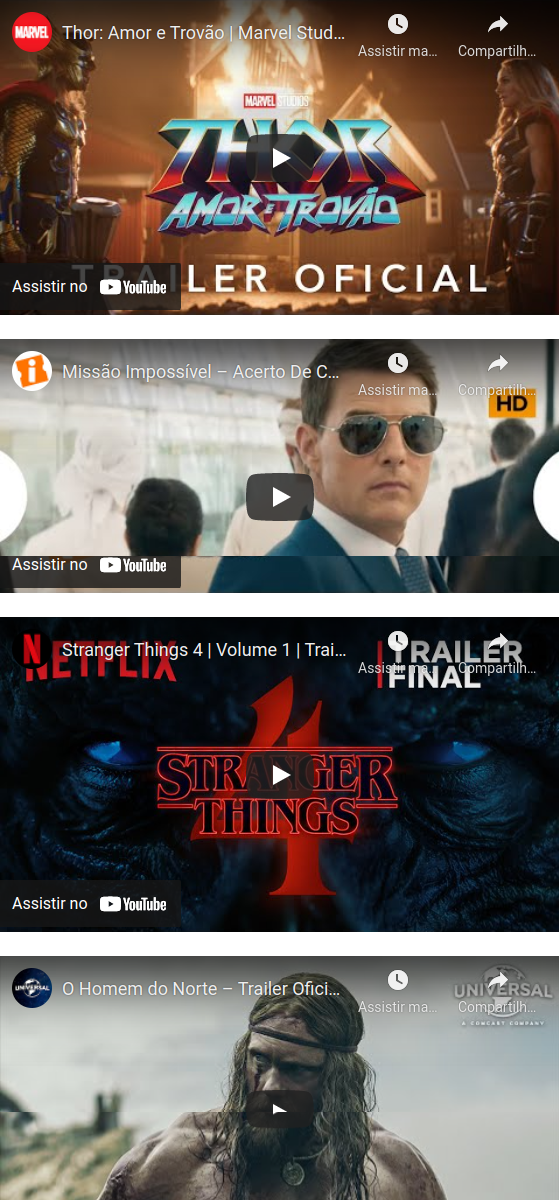 MARVEL
Thor: Amor e Trovão | Marvel Stud...
Assistir ma...
Compartilh...
MARVEL STUDIOS
THOR
AMOR E TROVÃO
TRAILER OFICIAL
Assistir no YouTube
i
Missão Impossível – Acerto De C...
Assistir ma...
Compartilh...
HD
Assistir no YouTube
N
NETFLIX
Stranger Things 4 | Volume 1 | Trai...
Assistir ma...
Compartilh...
TRAILER
FINAL
4
STRANGER
THINGS
Assistir no YouTube
UNIVERSAL
O Homem do Norte – Trailer Ofici...
Assistir ma...
Compartilh...
UNIVERSAL
A COMCAST COMPANY